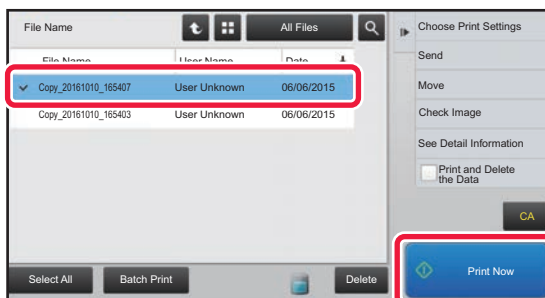 File Name
All Files
File Name User Name Date
Copy_20161010_165407 User Unknown 06/06/2015
Copy_20161010_165403 User Unknown 06/06/2015
Select All Batch Print Delete
Choose Print Settings
Send
Move
Check Image
See Detail Information
Print and Delete
the Data
CA
Print Now